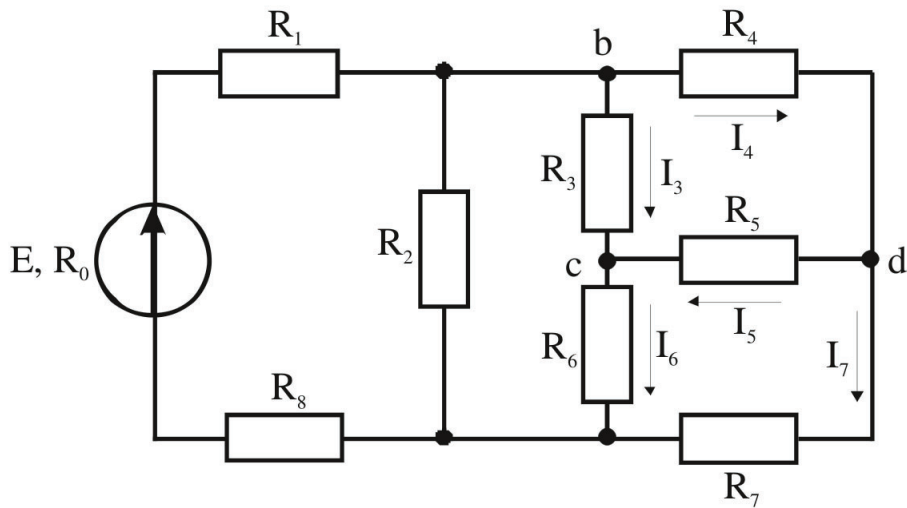 R₁
b
R₄
I₄
R₃
I₃
R₅
E, R₀
R₂
c
d
I₅
R₆
I₆
I₇
R₈
R₇